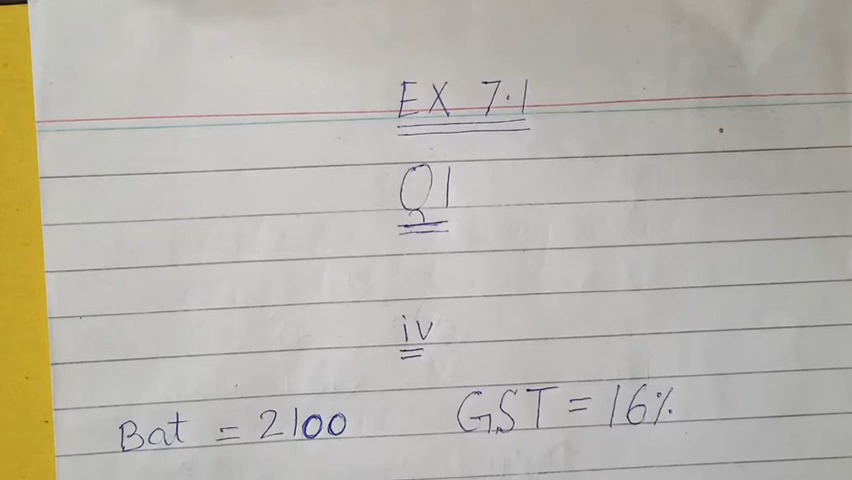 EX 7.1
Q1
iv
Bat = 2100 GST = 16%